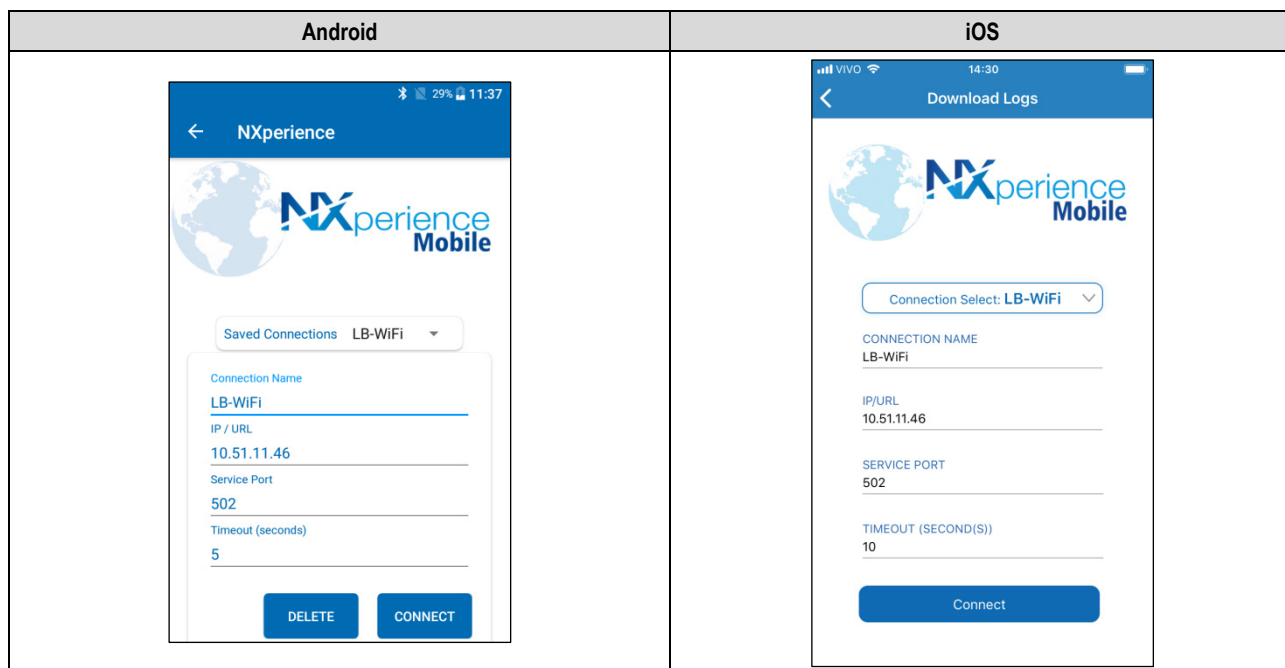 Android
iOS
29% 11:37
NXperience
NXperience
Mobile
Saved Connections LB-WiFi
Connection Name
LB-WiFi
IP / URL
10.51.11.46
Service Port
502
Timeout (seconds)
5
DELETE CONNECT
VIVO 14:30
Download Logs
NXperience
Mobile
Connection Select: LB-WiFi
CONNECTION NAME
LB-WiFi
IP/URL
10.51.11.46
SERVICE PORT
502
TIMEOUT (SECOND(S))
10
Connect